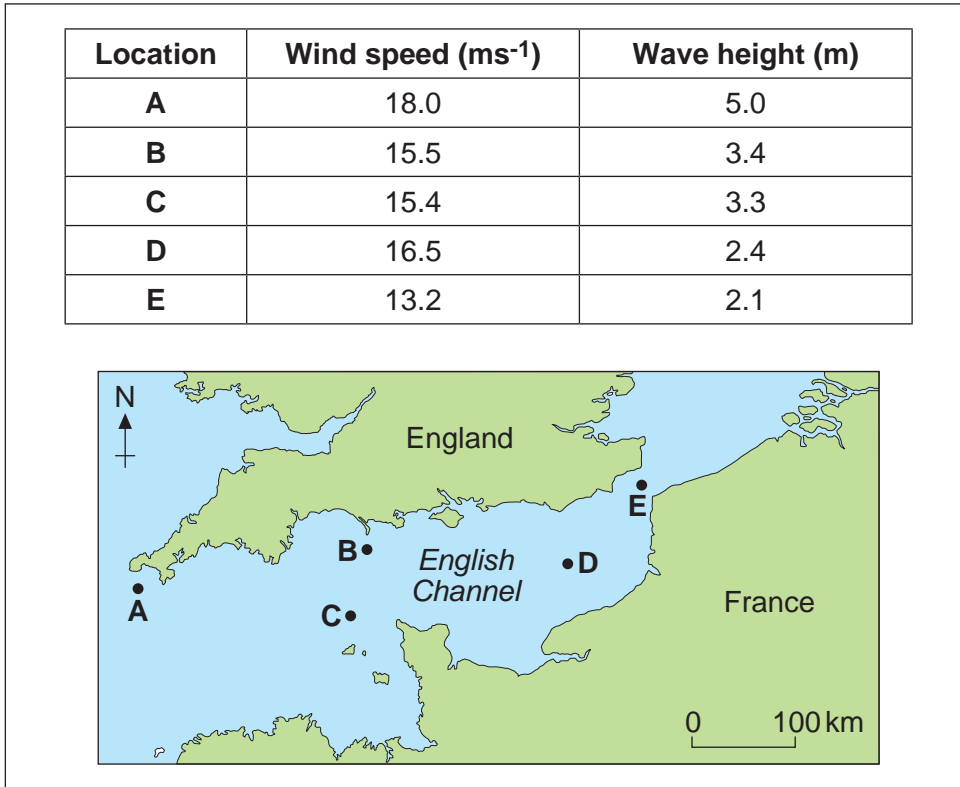 Location Wind speed (ms-1) Wave height (m)
A 18.0 5.0
B 15.5 3.4
C 15.4 3.3
D 16.5 2.4
E 13.2 2.1
N
England
E
B
English
Channel
D
A
C
France
0 100 km